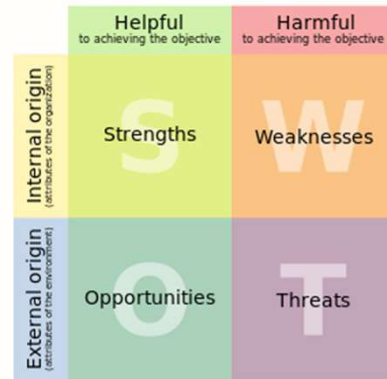 Helpful
to achieving the objective
Harmful
to achieving the objective
Internal origin
(attributes of the organization)
S
Strengths
W
Weaknesses
External origin
(attributes of the environment)
O
Opportunities
T
Threats